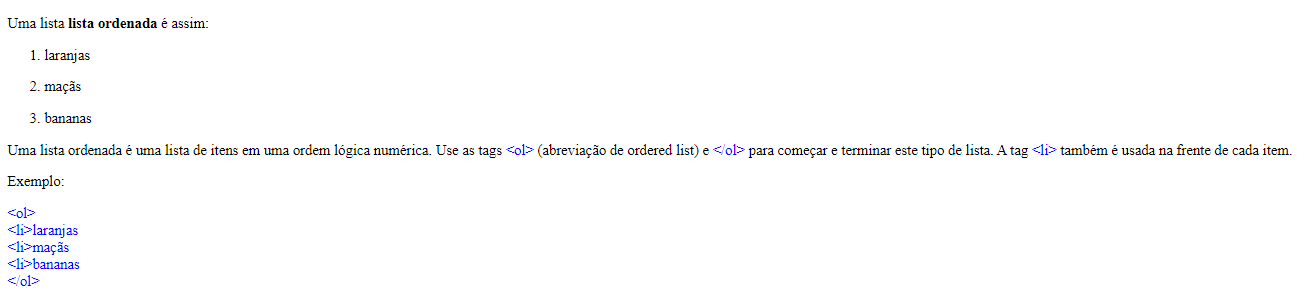 Uma lista lista ordenada é assim:
1. laranjas
2. maçãs
3. bananas
Uma lista ordenada é uma lista de itens em uma ordem lógica numérica. Use as tags <ol> (abreviação de ordered list) e </ol> para começar e terminar este tipo de lista. A tag <li> também é usada na frente de cada item.
Exemplo:
<ol>
<li>laranjas
<li>maçãs
<li>bananas
</ol>